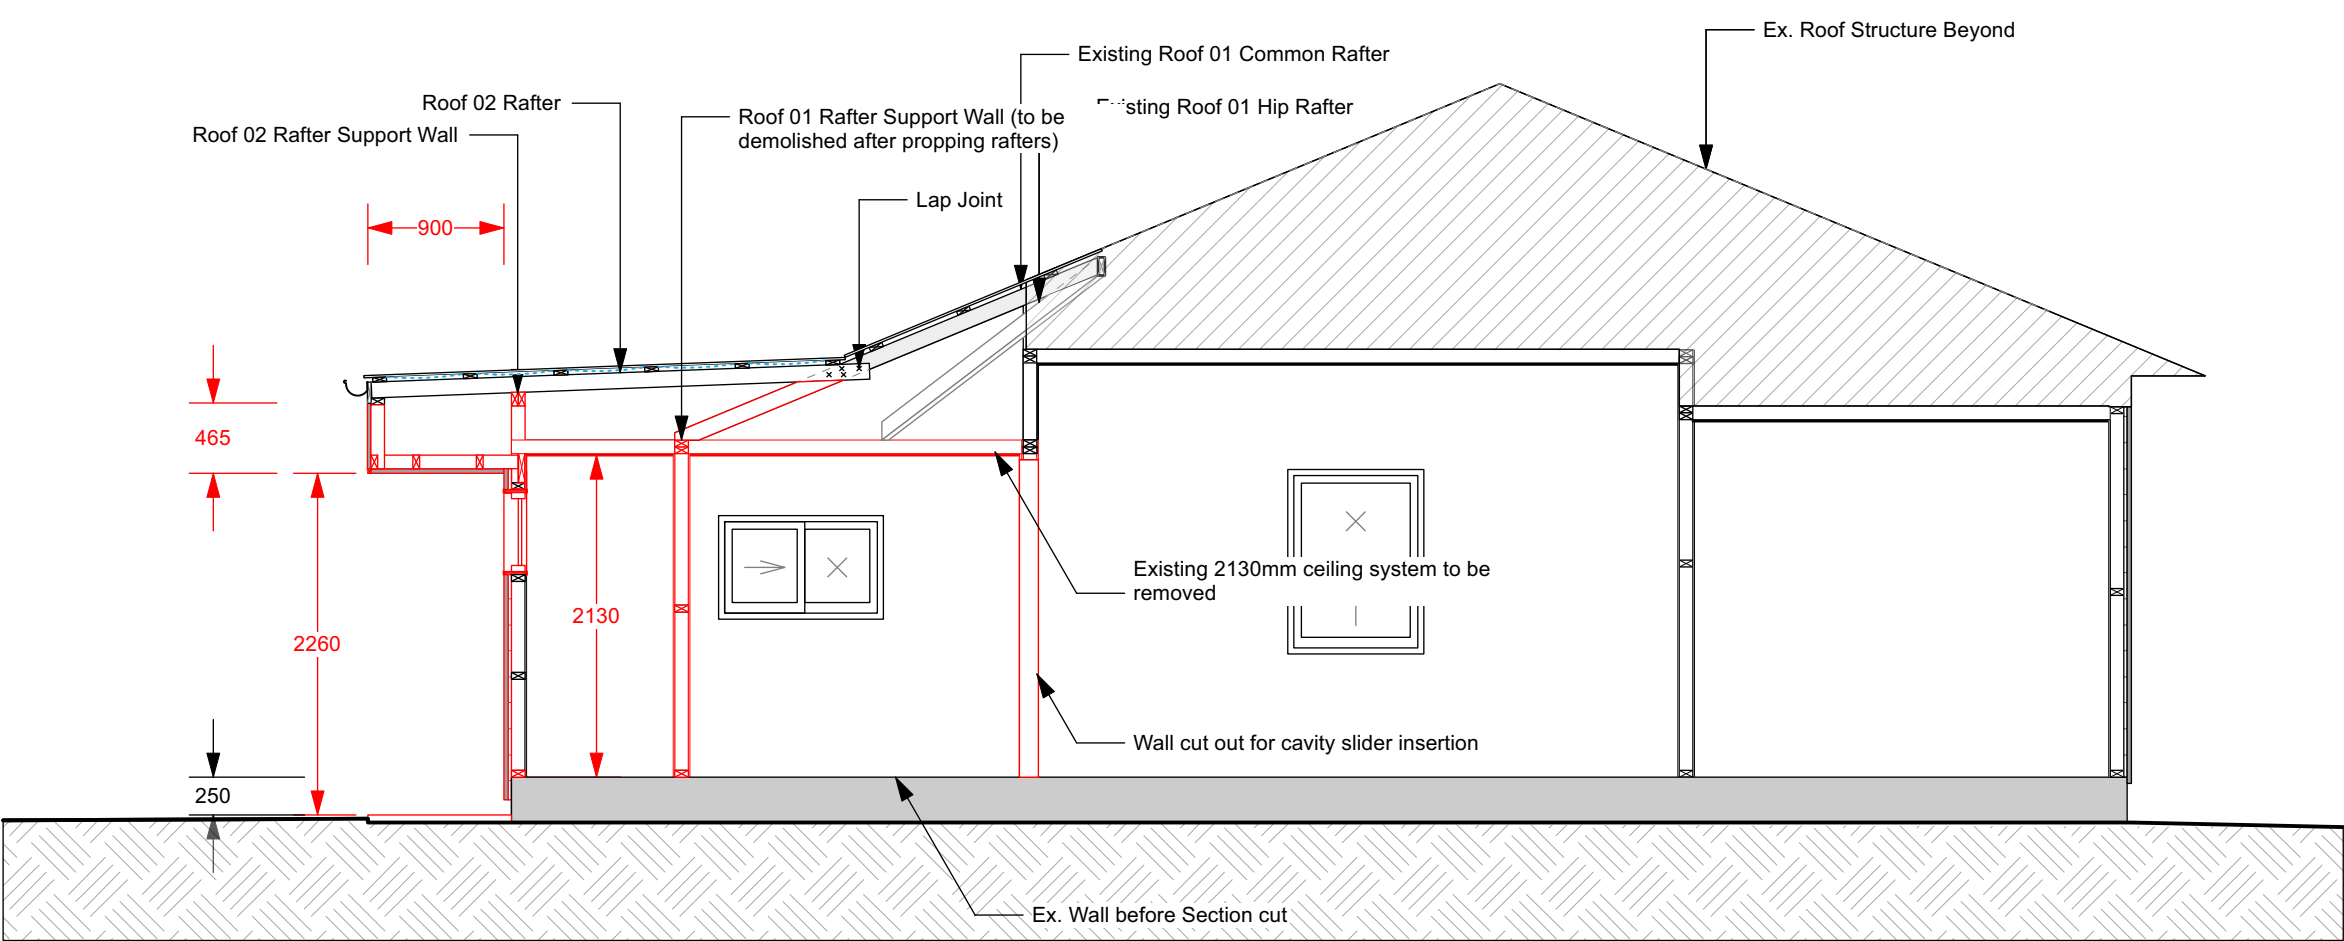 Ex. Roof Structure Beyond
Existing Roof 01 Common Rafter
Roof 02 Rafter
Existing Roof 01 Hip Rafter
Roof 01 Rafter Support Wall (to be
demolished after propping rafters)
Roof 02 Rafter Support Wall
Lap Joint
900
465
Existing 2130mm ceiling system to be
removed
2130
2260
Wall cut out for cavity slider insertion
250
Ex. Wall before Section cut